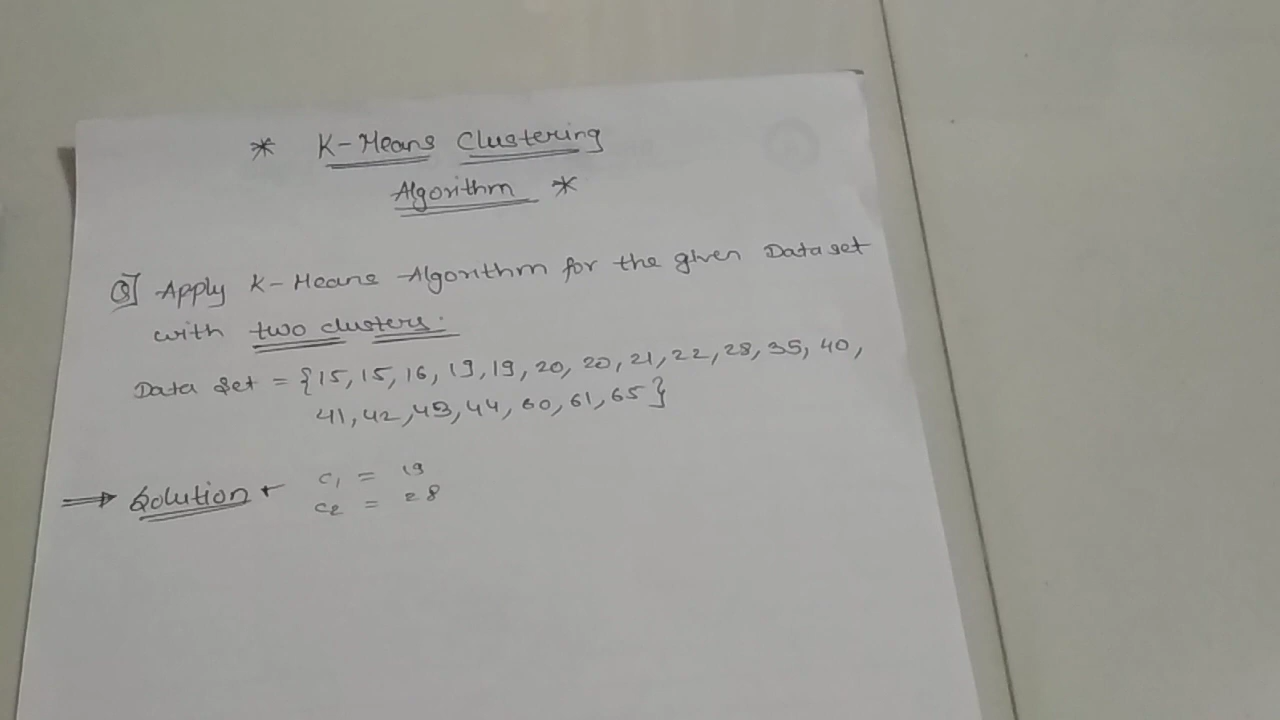 * K-Means Clustering
Algorithm *
Q] Apply K-Means Algorithm for the given Dataset
with two clusters.
Data Set = {15, 15, 16, 19, 19, 20, 20, 21, 22, 28, 35, 40,
41, 42, 43, 44, 60, 61, 65}
⇒ Solution
c1 = 19
c2 = 28